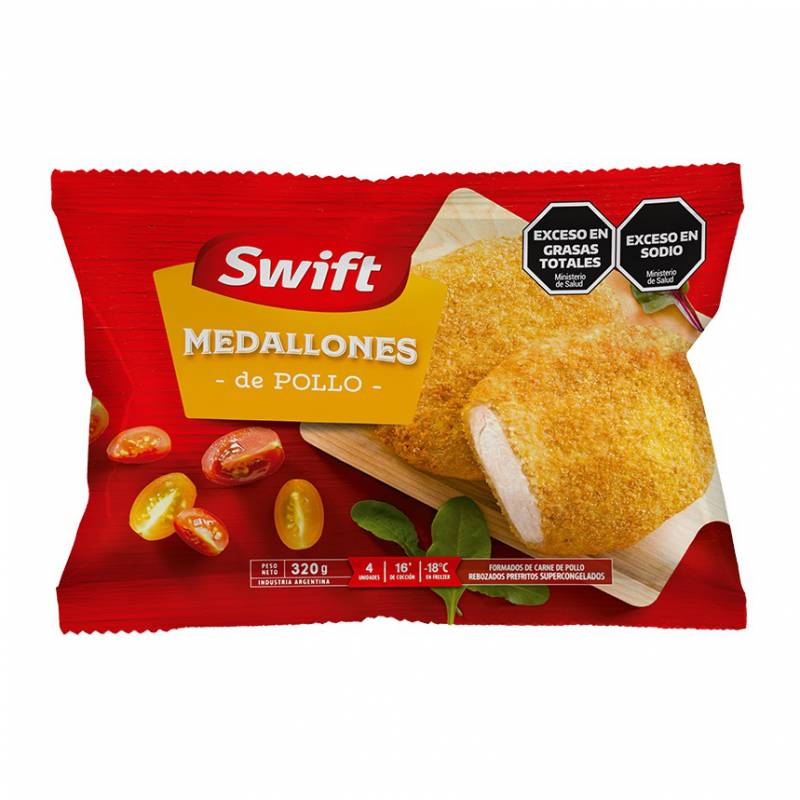 Swift
MEDALLONES
- de POLLO -
EXCESO EN
GRASAS
TOTALES
Ministerio
de Salud
EXCESO EN
SODIO
Ministerio
de Salud
PESO
NETO
320g
INDUSTRIA ARGENTINA
4
UNIDADES
16'
DE COCCIÓN
-18°C
EN FREEZER
FORMADOS DE CARNE DE POLLO
REBOZADOS PREFRITOS SUPERCONGELADOS